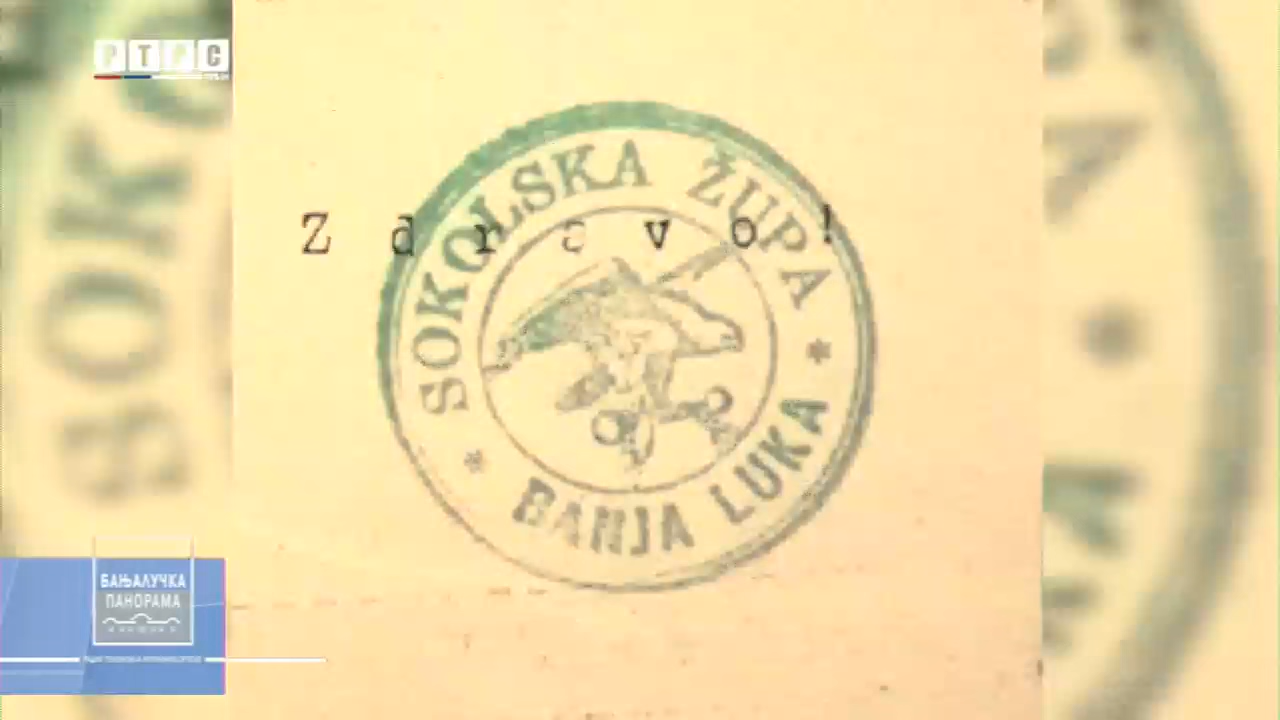 РТРС
SOKOLSKA ŽUPA
Zdravo!
* BANJA LUKA *
БАЊАЛУЧКА
ПАНОРАМА